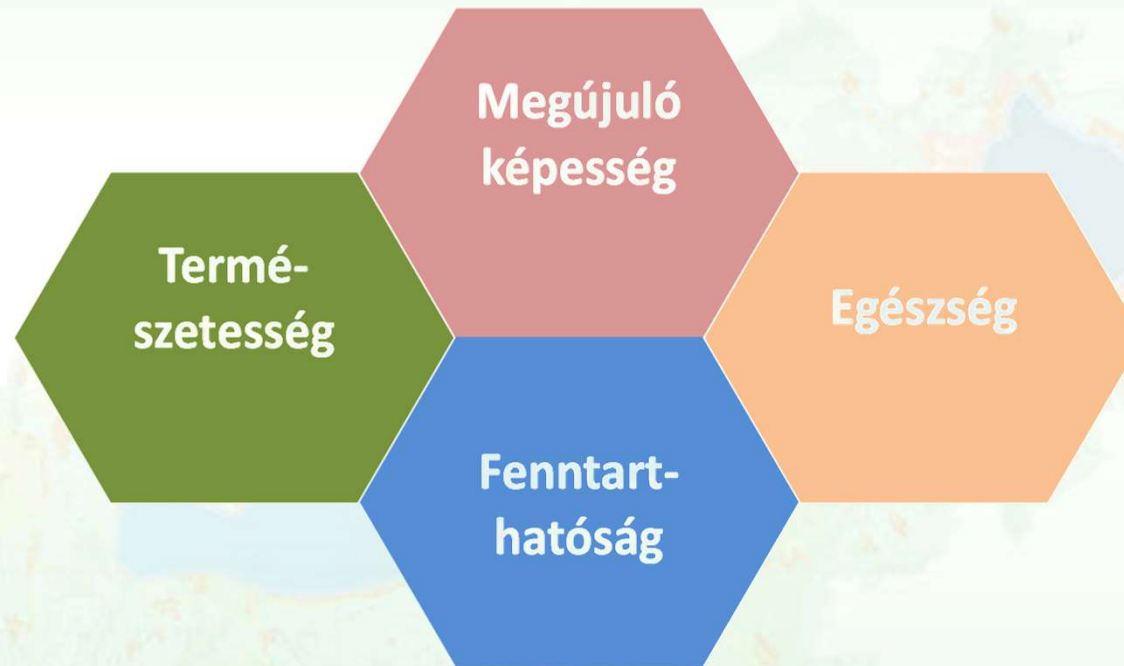 Megújuló
képesség
Termé-
szetesség
Egészség
Fenntart-
hatóság